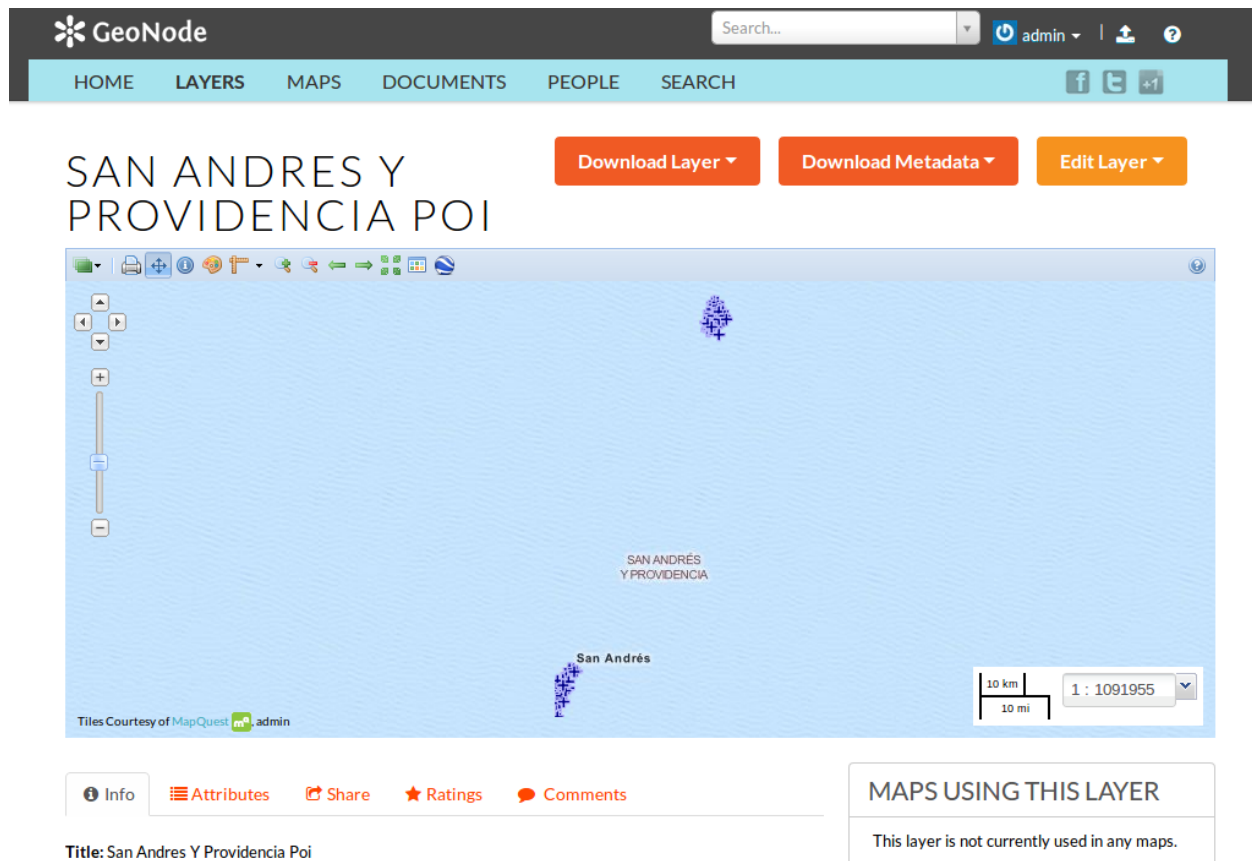 GeoNode
Search...
admin
HOME LAYERS MAPS DOCUMENTS PEOPLE SEARCH
f t +1
SAN ANDRES Y
PROVIDENCIA POI
Download Layer
Download Metadata
Edit Layer
SAN ANDRÉS
Y PROVIDENCIA
San Andrés
10 km
10 mi
1 : 1091955
Tiles Courtesy of MapQuest mq, admin
Info Attributes Share Ratings Comments
Title: San Andres Y Providencia Poi
MAPS USING THIS LAYER
This layer is not currently used in any maps.